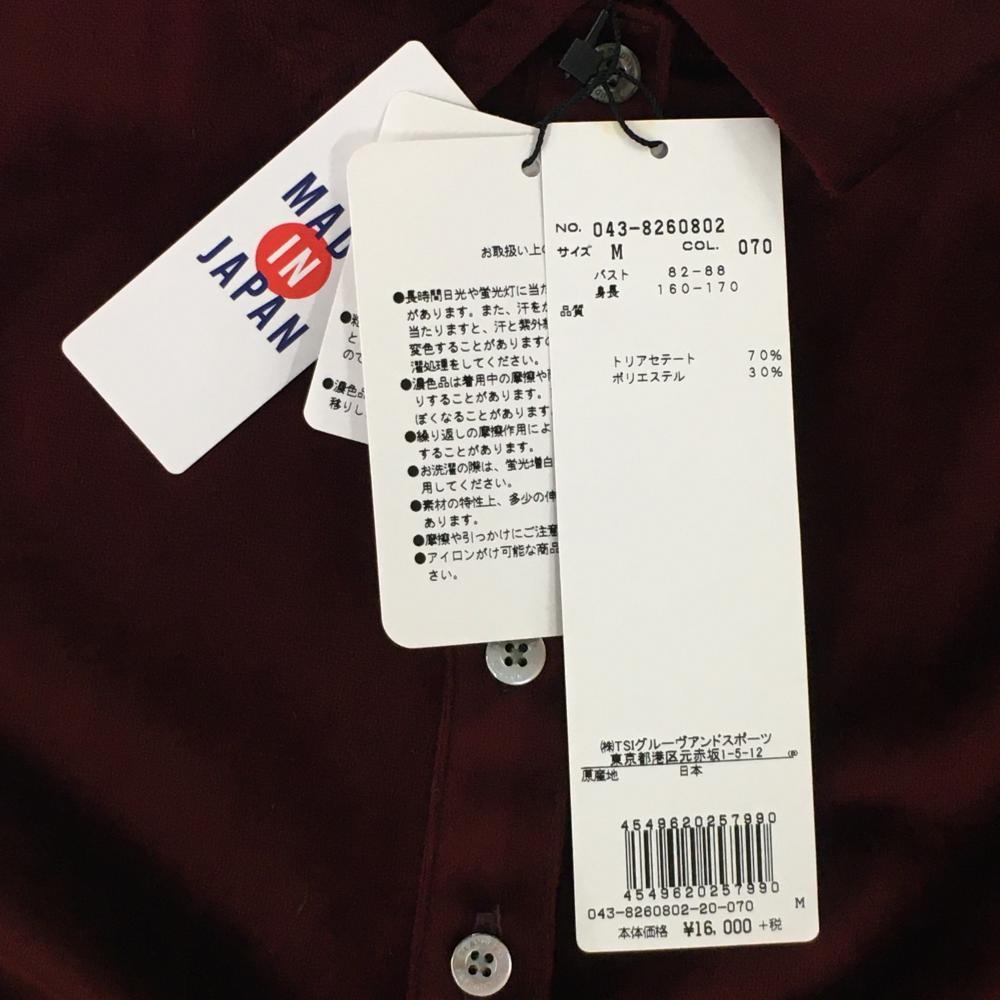 MADE
IN
JAPAN
●濃色品
移りし
お取扱い上の
●長時間日光や蛍光灯に当た
があります。また、汗をか
当たりますと、汗と紫外線
変色することがありますの
濯処理をしてください。
●濃色品は着用中の摩擦や
りすることがあります。
ぽくなることがあります。
●繰り返しの摩擦作用によ
することがあります。
●お洗濯の際は、蛍光増白
用してください。
●素材の特性上、多少の伸
あります。
●摩擦や引っかけにご注意
●アイロンがけ可能な商品
さい。
NO. 043-8260802
サイズ M COL. 070
バスト 82-88
身長 160-170
品質
トリアセテート 70%
ポリエステル 30%
㈱TSIグルーヴアンドスポーツ
東京都港区元赤坂1-5-12
原産地 日本
4549620257990
4549620257990
043-8260802-20-070 M
本体価格 ¥16,000 +税